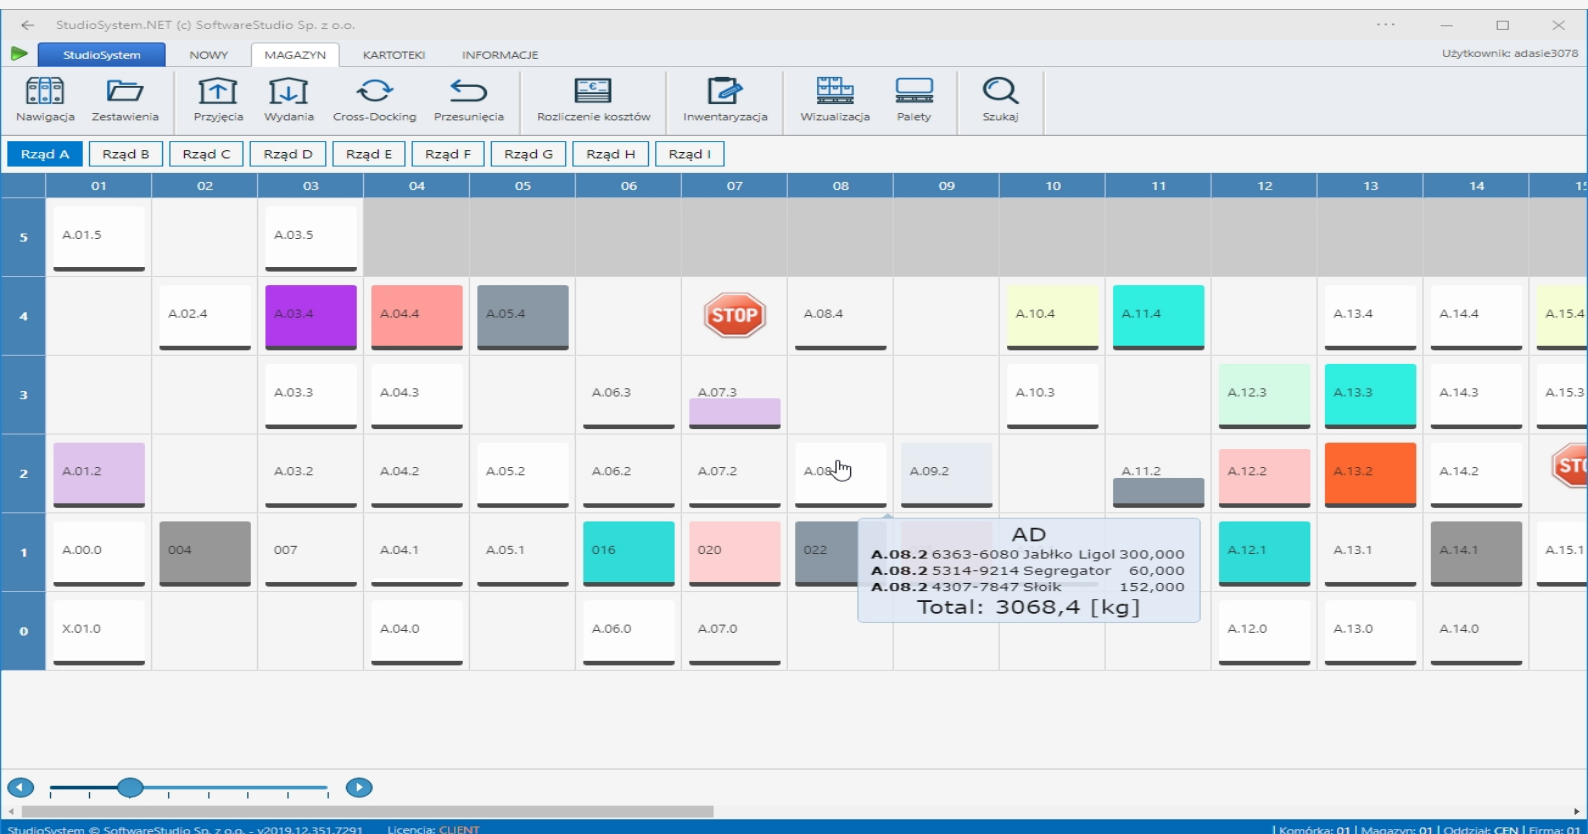 StudioSystem.NET (c) SoftwareStudio Sp. z o.o.
StudioSystem NOWY MAGAZYN KARTOTEKI INFORMACJE Użytkownik: adasie3078
Nawigacja Zestawienia Przyjęcia Wydania Cross-Docking Przesunięcia Rozliczenie kosztów Inwentaryzacja Wizualizacja Palety Szukaj
Rząd A Rząd B Rząd C Rząd D Rząd E Rząd F Rząd G Rząd H Rząd I
01 02 03 04 05 06 07 08 09 10 11 12 13 14
5 A.01.5 A.03.5
4 A.02.4 A.03.4 A.04.4 A.05.4 STOP A.08.4 A.10.4 A.11.4 A.13.4 A.14.4 A.15.4
3 A.03.3 A.04.3 A.06.3 A.07.3 A.10.3 A.12.3 A.13.3 A.14.3 A.15.3
2 A.01.2 A.03.2 A.04.2 A.05.2 A.06.2 A.07.2 A.08 A.09.2 A.11.2 A.12.2 A.13.2 A.14.2
1 A.00.0 004 007 A.04.1 A.05.1 016 020 022 A.12.1 A.13.1 A.14.1 A.15.1
AD
A.08.2 6363-6080 Jabłko Ligol 300,000
A.08.2 5314-9214 Segregator 60,000
A.08.2 4307-7847 Słoik 152,000
Total: 3068,4 [kg]
0 X.01.0 A.04.0 A.06.0 A.07.0 A.12.0 A.13.0 A.14.0
StudioSystem © SoftwareStudio Sp. z o.o. - v2019.12.351.7291 Licencja: CLIENT | Komórka: 01 | Magazyn: 01 | Oddział: CEN | Firma: 01